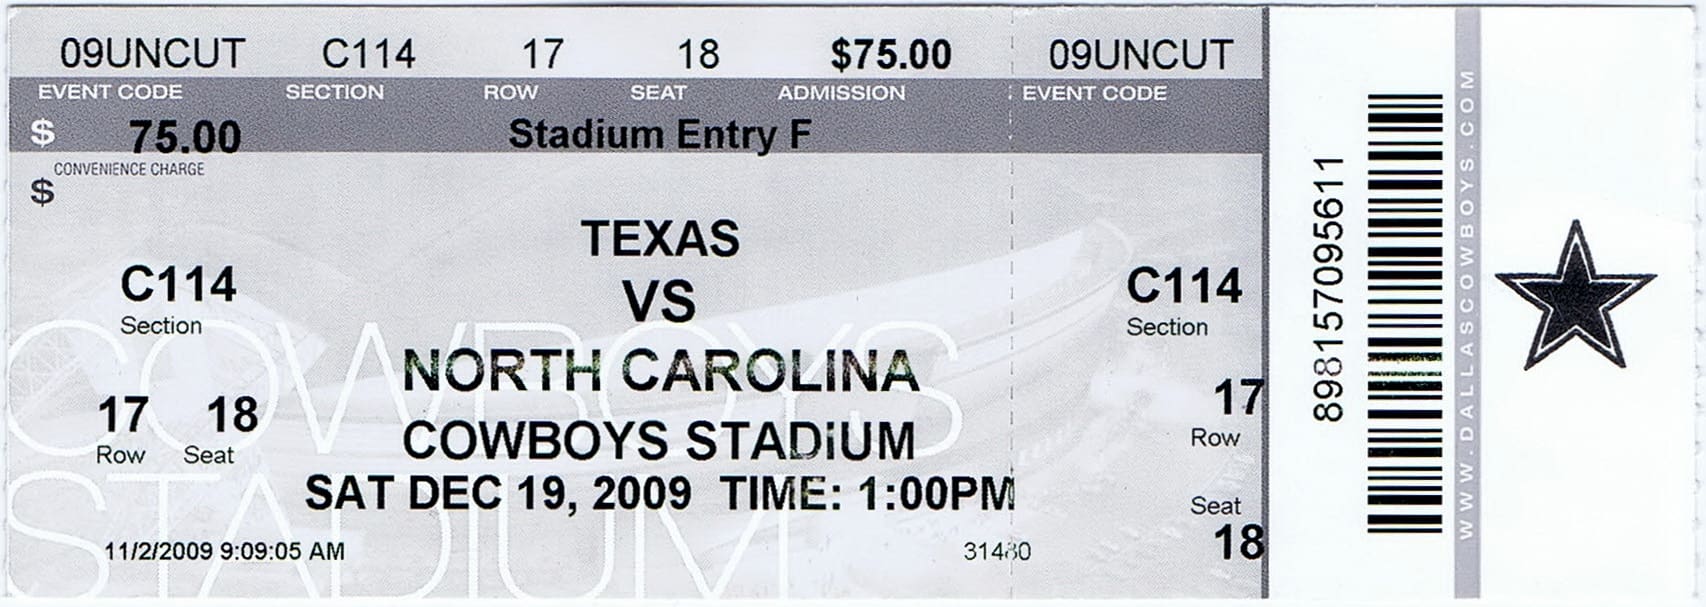 09UNCUT C114 17 18 $75.00 09UNCUT
EVENT CODE SECTION ROW SEAT ADMISSION EVENT CODE
$ 75.00 Stadium Entry F
CONVENIENCE CHARGE
$
TEXAS
VS
NORTH CAROLINA
COWBOYS STADIUM
SAT DEC 19, 2009 TIME: 1:00PM
C114
Section
17 18
Row Seat
11/2/2009 9:09:05 AM
31480
COWBOYS
STADIUM
C114
Section
17
Row
Seat
18
898157095611
WWW.DALLASCOWBOYS.COM